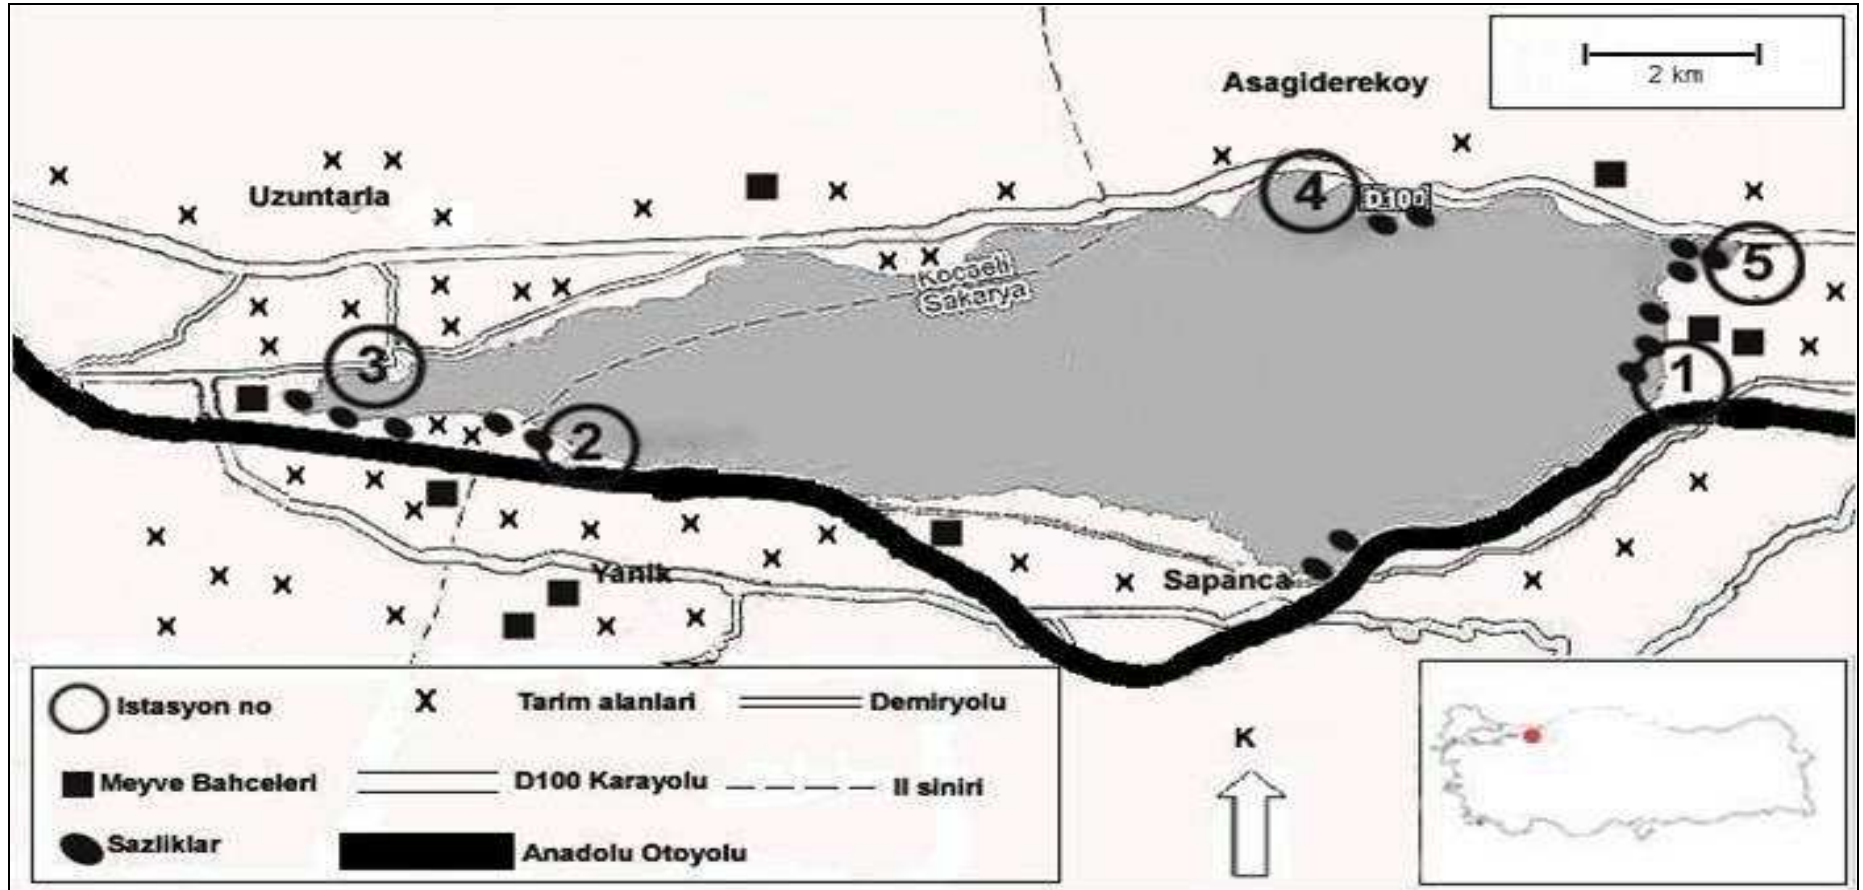 2 km
Asagiderekoy
Uzuntarla
4
D100
5
Kocaeli
Sakarya
3
1
2
Yanik
Sapanca
Istasyon no
Tarim alanlari
Demiryolu
Meyve Bahceleri
D100 Karayolu
Il siniri
Sazliklar
Anadolu Otoyolu
K